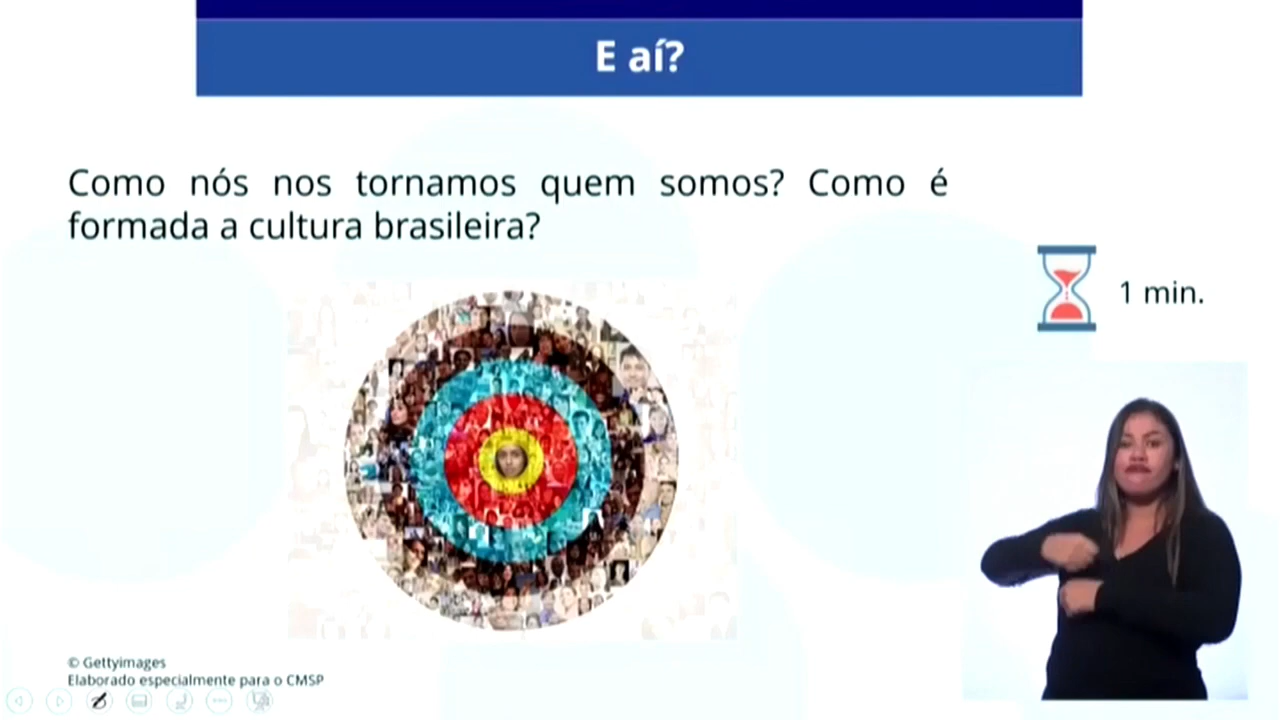 E aí?
Como nós nos tornamos quem somos? Como é
formada a cultura brasileira?
1 min.
© Gettyimages
Elaborado especialmente para o CMSP